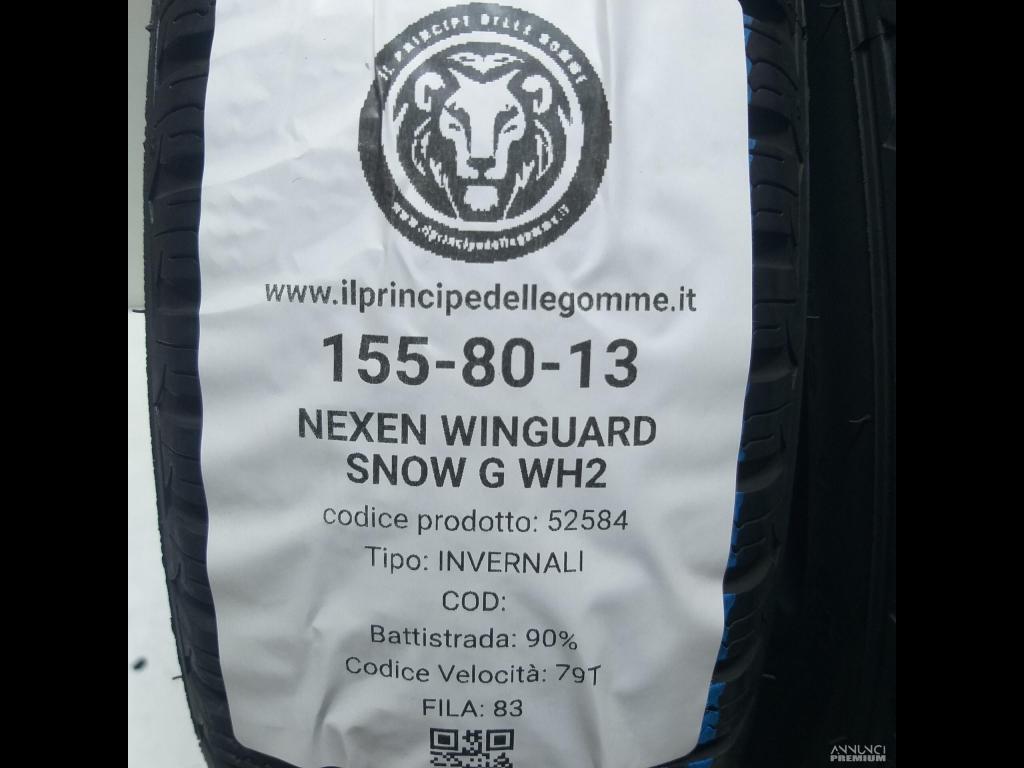 IL PRINCIPE DELLE GOMME
www.ilprincipedellegomme.it
www.ilprincipedellegomme.it
155-80-13
NEXEN WINGUARD
SNOW G WH2
codice prodotto: 52584
Tipo: INVERNALI
COD:
Battistrada: 90%
Codice Velocità: 79T
FILA: 83
ANNUNCI
PREMIUM